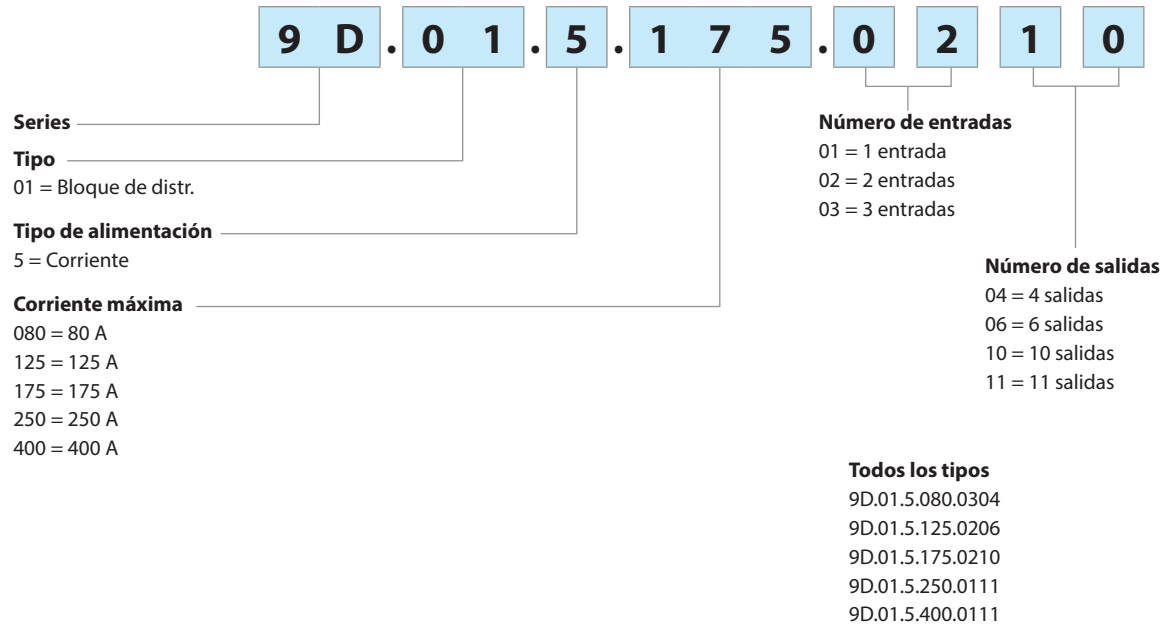 9 D . 0 1 . 5 . 1 7 5 . 0 2 1 0
Series
Tipo
01 = Bloque de distr.
Tipo de alimentación
5 = Corriente
Corriente máxima
080 = 80 A
125 = 125 A
175 = 175 A
250 = 250 A
400 = 400 A
Número de entradas
01 = 1 entrada
02 = 2 entradas
03 = 3 entradas
Número de salidas
04 = 4 salidas
06 = 6 salidas
10 = 10 salidas
11 = 11 salidas
Todos los tipos
9D.01.5.080.0304
9D.01.5.125.0206
9D.01.5.175.0210
9D.01.5.250.0111
9D.01.5.400.0111